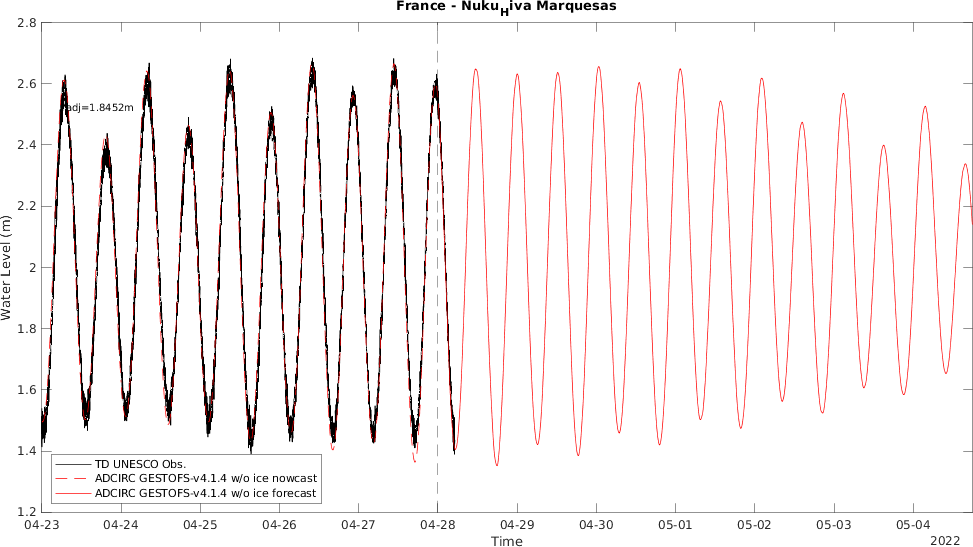 France - Nuku_Hiva Marquesas
2.8
2.6
adj=1.8452m
2.4
2.2
Water Level (m)
2
1.8
1.6
1.4
TD UNESCO Obs.
ADCIRC GESTOFS-v4.1.4 w/o ice nowcast
ADCIRC GESTOFS-v4.1.4 w/o ice forecast
1.2
04-23 04-24 04-25 04-26 04-27 04-28 04-29 04-30 05-01 05-02 05-03 05-04
Time
2022